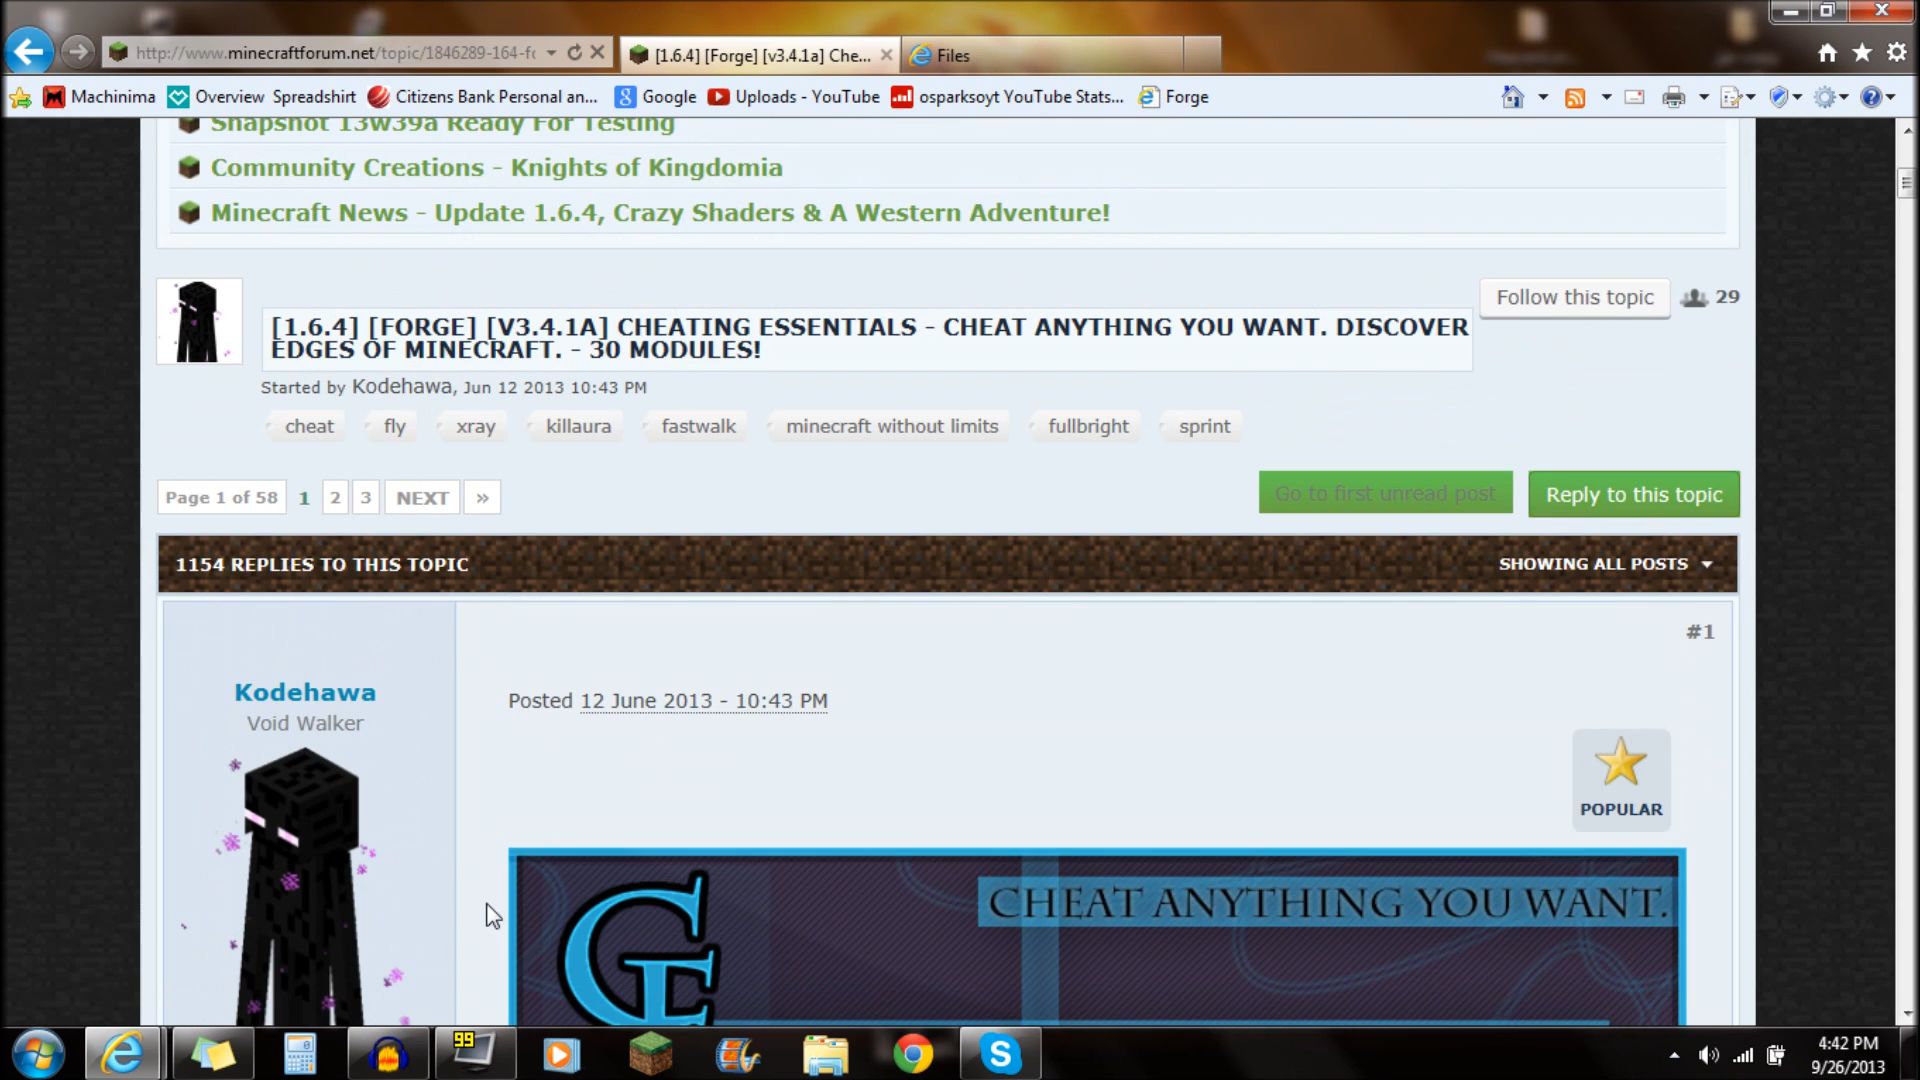 http://www.minecraftforum.net/topic/1846289-164-fc
[1.6.4] [Forge] [v3.4.1a] Che...
Files
Machinima
Overview Spreadshirt
Citizens Bank Personal an...
Google
Uploads - YouTube
osparksoyt YouTube Stats...
Forge
Snapshot 13w39a Ready For Testing
Community Creations - Knights of Kingdomia
Minecraft News - Update 1.6.4, Crazy Shaders & A Western Adventure!
Follow this topic
29
[1.6.4] [FORGE] [V3.4.1A] CHEATING ESSENTIALS - CHEAT ANYTHING YOU WANT. DISCOVER
EDGES OF MINECRAFT. - 30 MODULES!
Started by Kodehawa, Jun 12 2013 10:43 PM
cheat
fly
xray
killaura
fastwalk
minecraft without limits
fullbright
sprint
Page 1 of 58
1
2
3
NEXT
»
Go to first unread post
Reply to this topic
1154 REPLIES TO THIS TOPIC
SHOWING ALL POSTS
#1
Kodehawa
Void Walker
Posted 12 June 2013 - 10:43 PM
POPULAR
CHEAT ANYTHING YOU WANT.
99
4:42 PM
9/26/2013